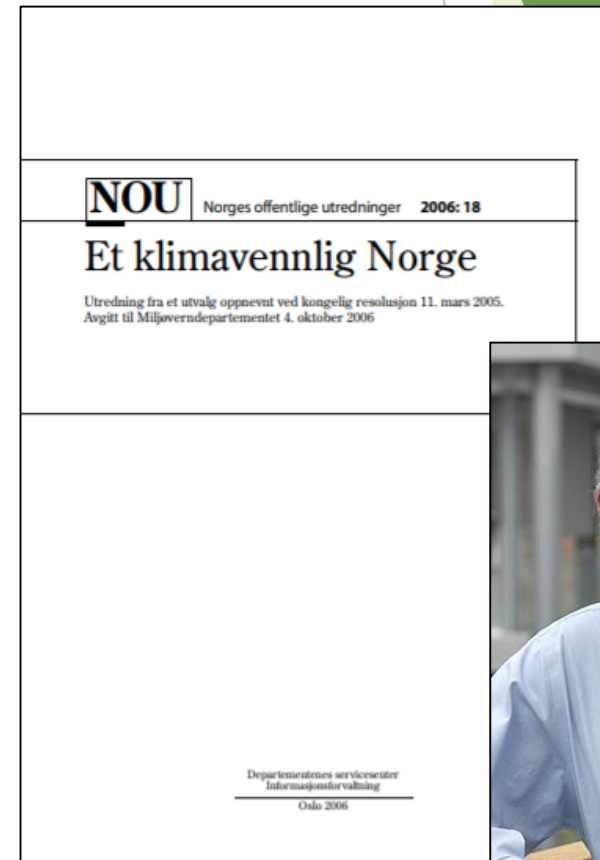 NOU Norges offentlige utredninger 2006: 18
Et klimavennlig Norge
Utredning fra et utvalg oppnevnt ved kongelig resolusjon 11. mars 2005.
Avgitt til Miljøverndepartementet 4. oktober 2006
Departementenes servicesenter
Informasjonsforvaltning
Oslo 2006